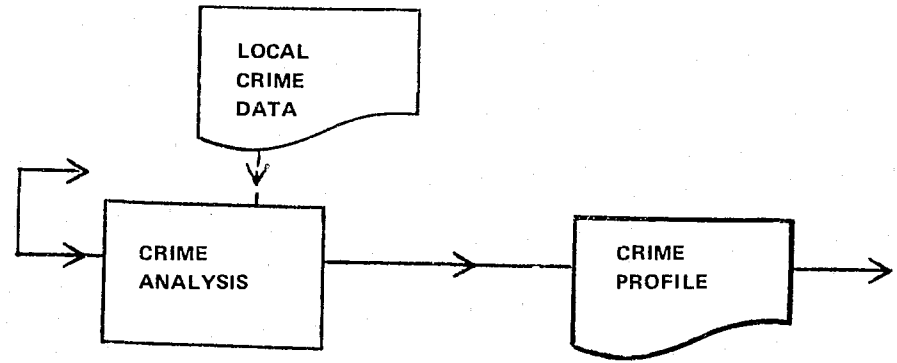 LOCAL
CRIME
DATA
CRIME
ANALYSIS
CRIME
PROFILE